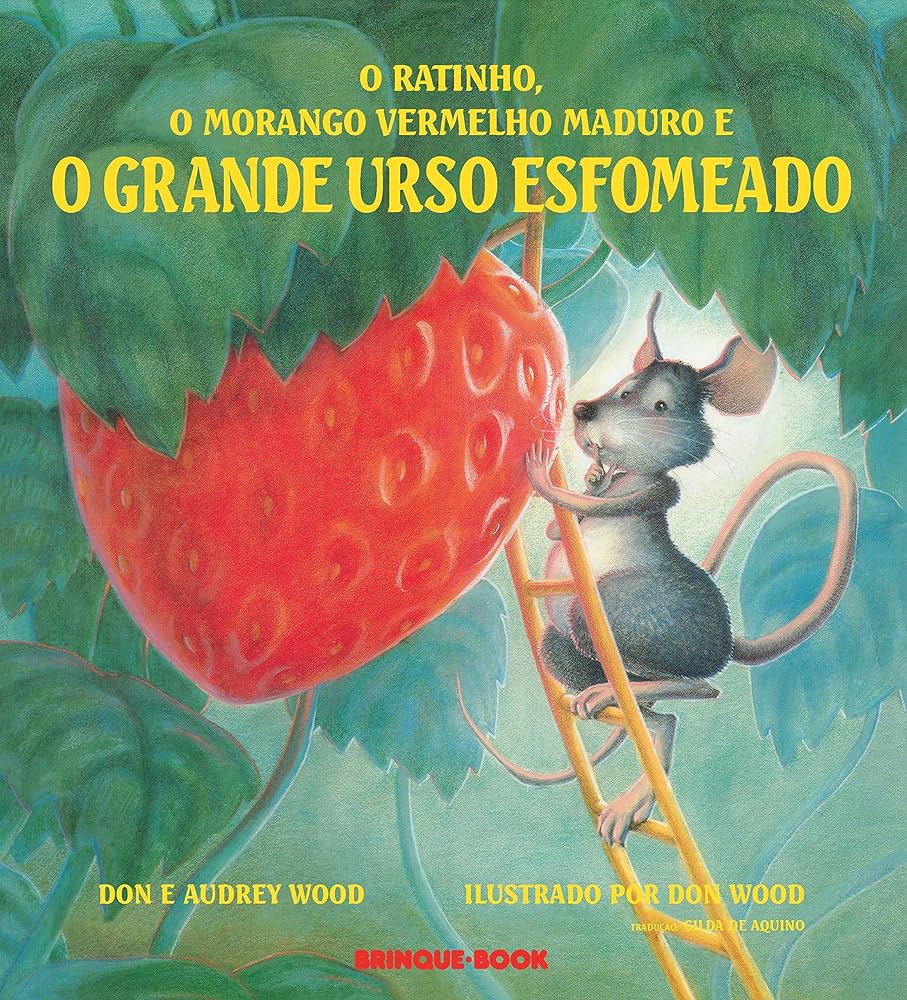 O RATINHO,
O MORANGO VERMELHO MADURO E
O GRANDE URSO ESFOMEADO
DON E AUDREY WOOD
ILUSTRADO POR DON WOOD
TRADUÇÃO: GILDA DE AQUINO
BRINQUE-BOOK